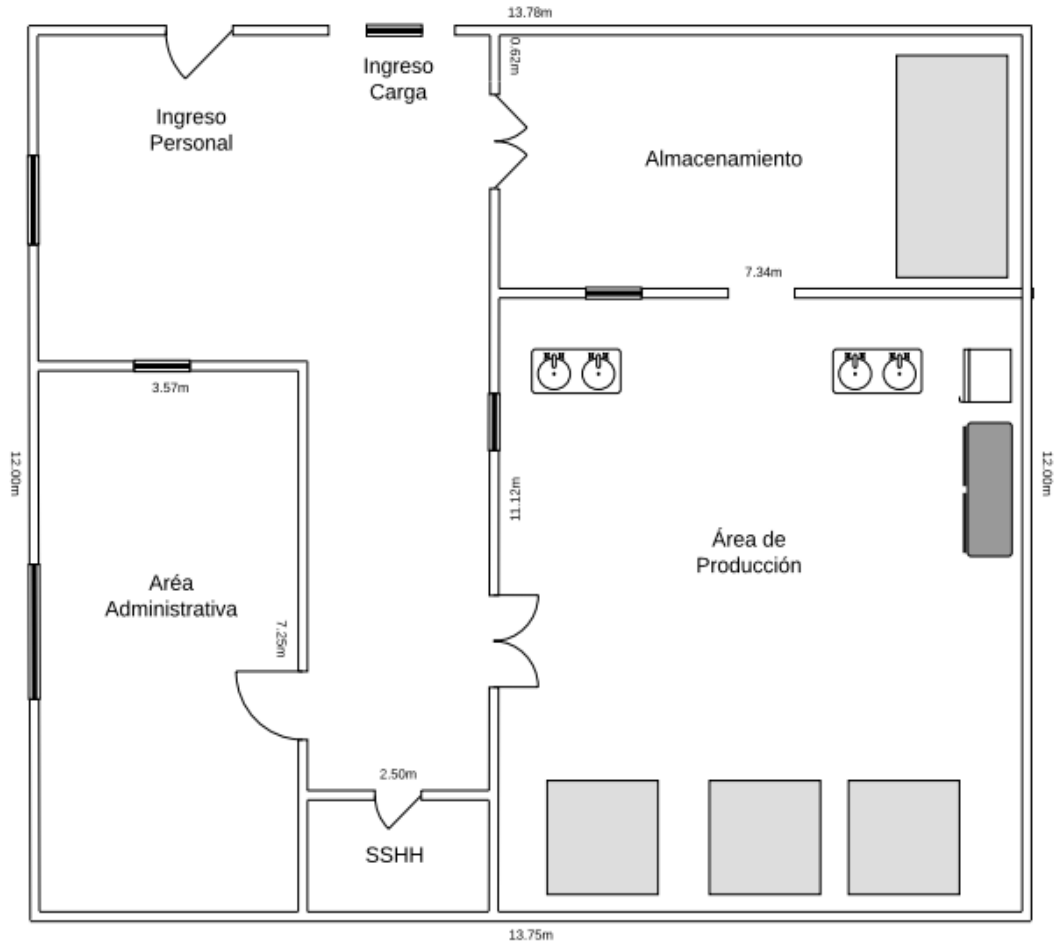 13.78m
0.62m
Ingreso
Carga
Ingreso
Personal
Almacenamiento
7.34m
3.57m
12.00m
11.12m
12.00m
Área de
Producción
Aréa
Administrativa
7.25m
2.50m
SSHH
13.75m